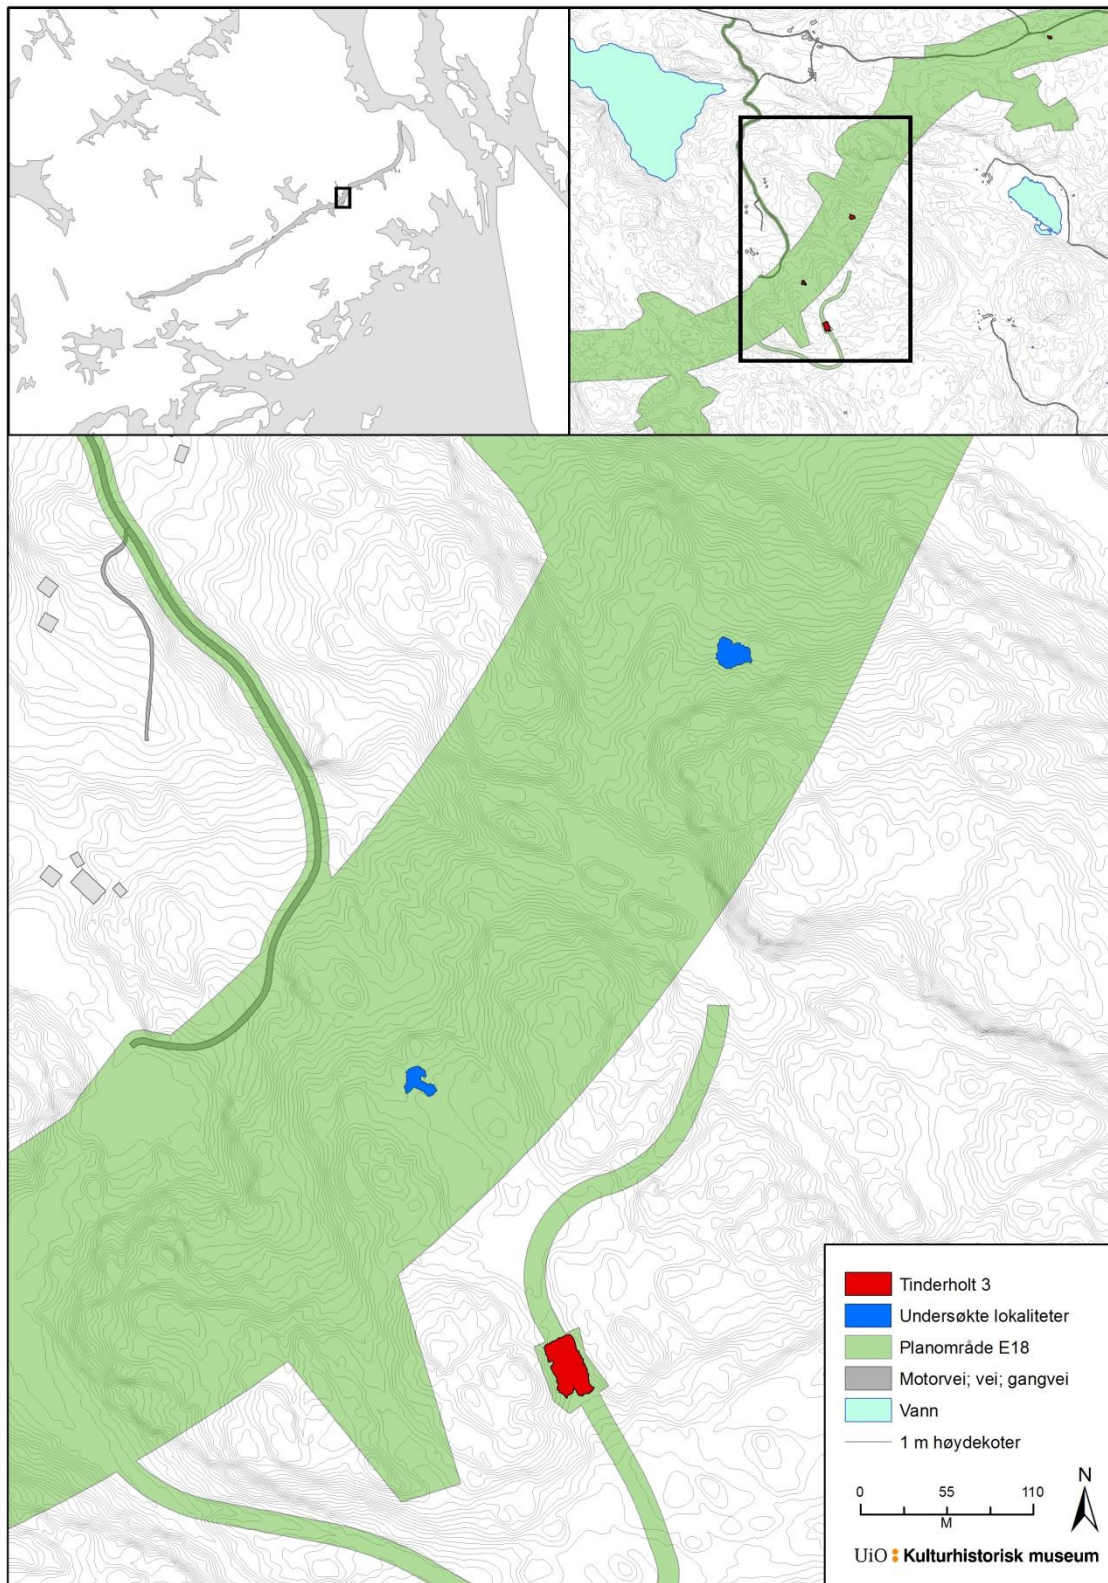 Tinderholt 3
Undersøkte lokaliteter
Planområde E18
Motorvei; vei; gangvei
Vann
1 m høydekoter
0 55 110
M
N
UiO Kulturhistorisk museum